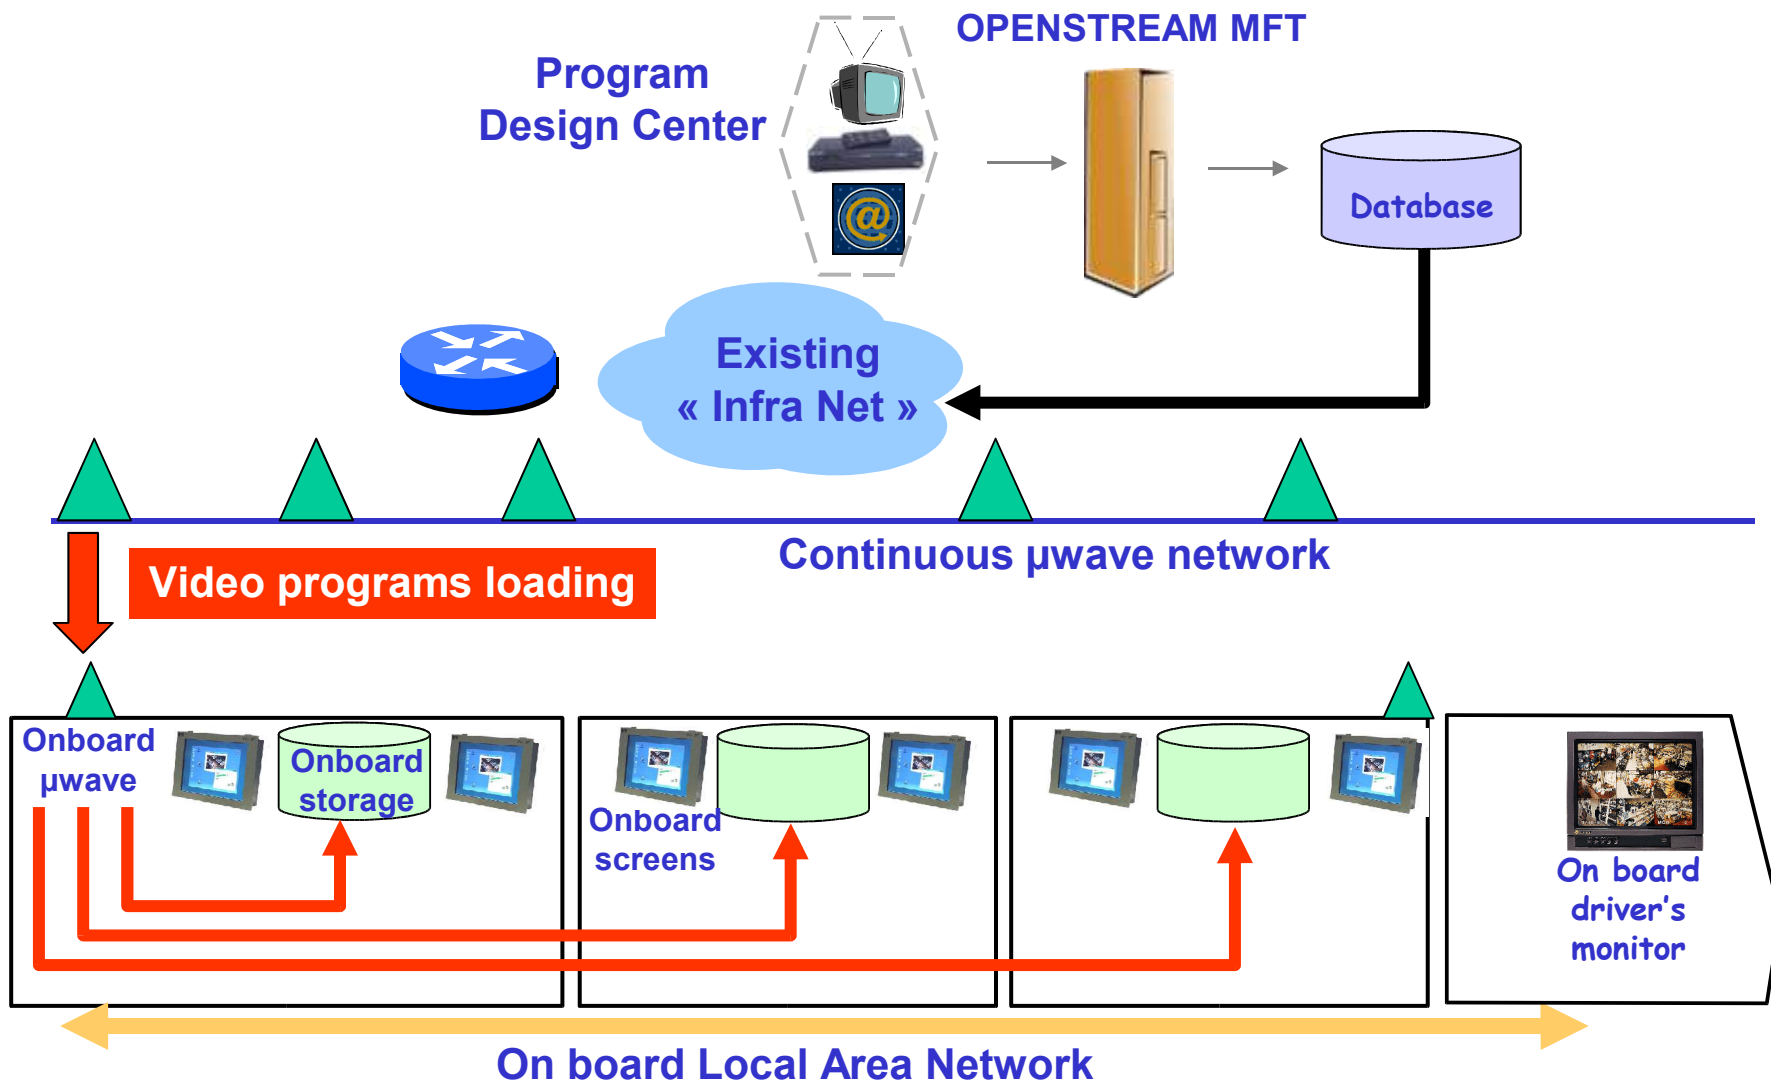 OPENSTREAM MFT
Program
Design Center
Database
Existing
« Infra Net »
Continuous µwave network
Video programs loading
Onboard
µwave
Onboard
storage
Onboard
screens
On board
driver's
monitor
On board Local Area Network